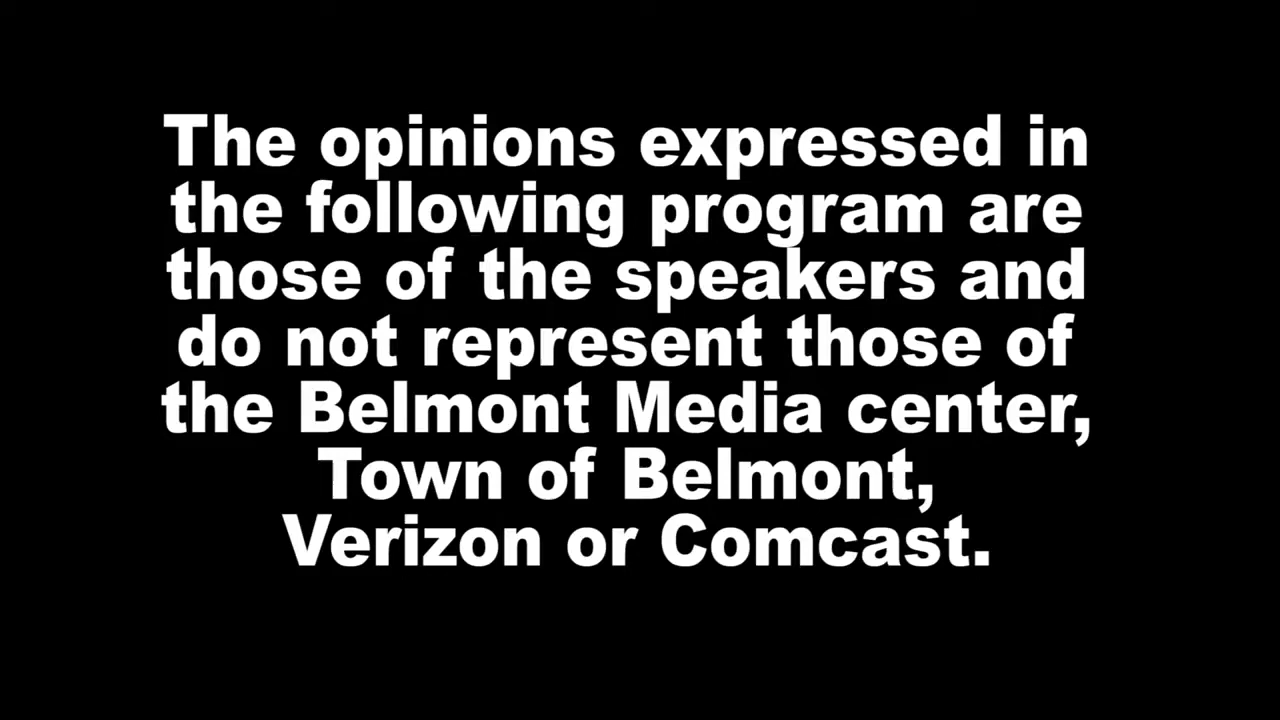 The opinions expressed in
the following program are
those of the speakers and
do not represent those of
the Belmont Media center,
Town of Belmont,
Verizon or Comcast.